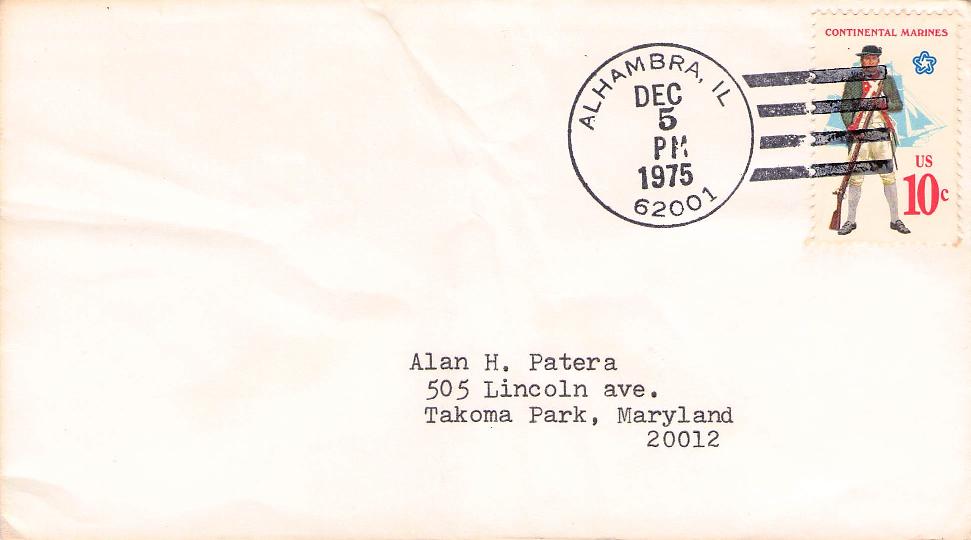 CONTINENTAL MARINES
ALHAMBRA, IL
DEC
5
PM
1975
62001
US
10c
Alan H. Patera
505 Lincoln ave.
Takoma Park, Maryland
20012